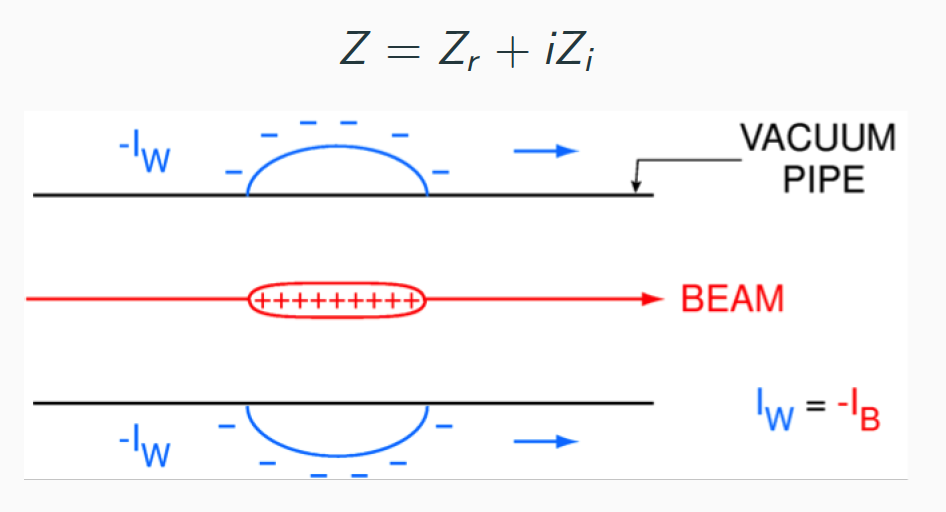 Z = Z_r + iZ_i
-I_W
VACUUM
PIPE
+++++++++
BEAM
I_W = -I_B
-I_W